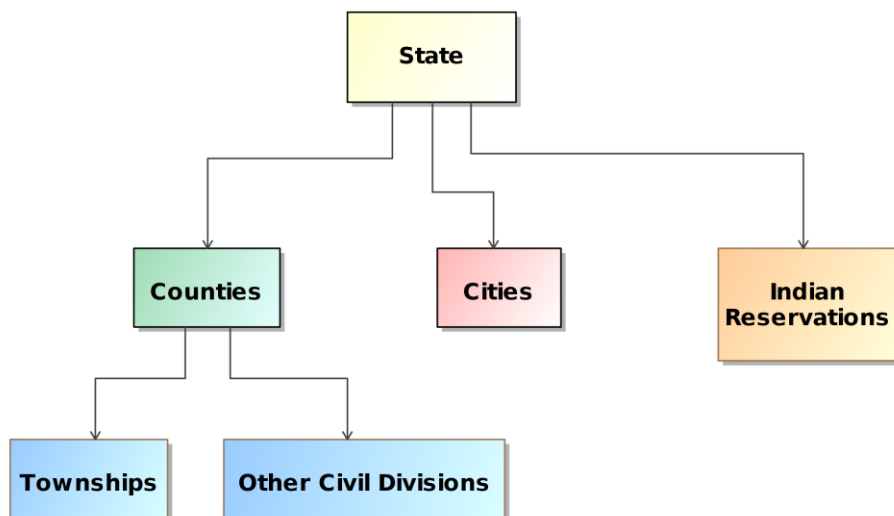 State
Counties
Cities
Indian
Reservations
Townships
Other Civil Divisions